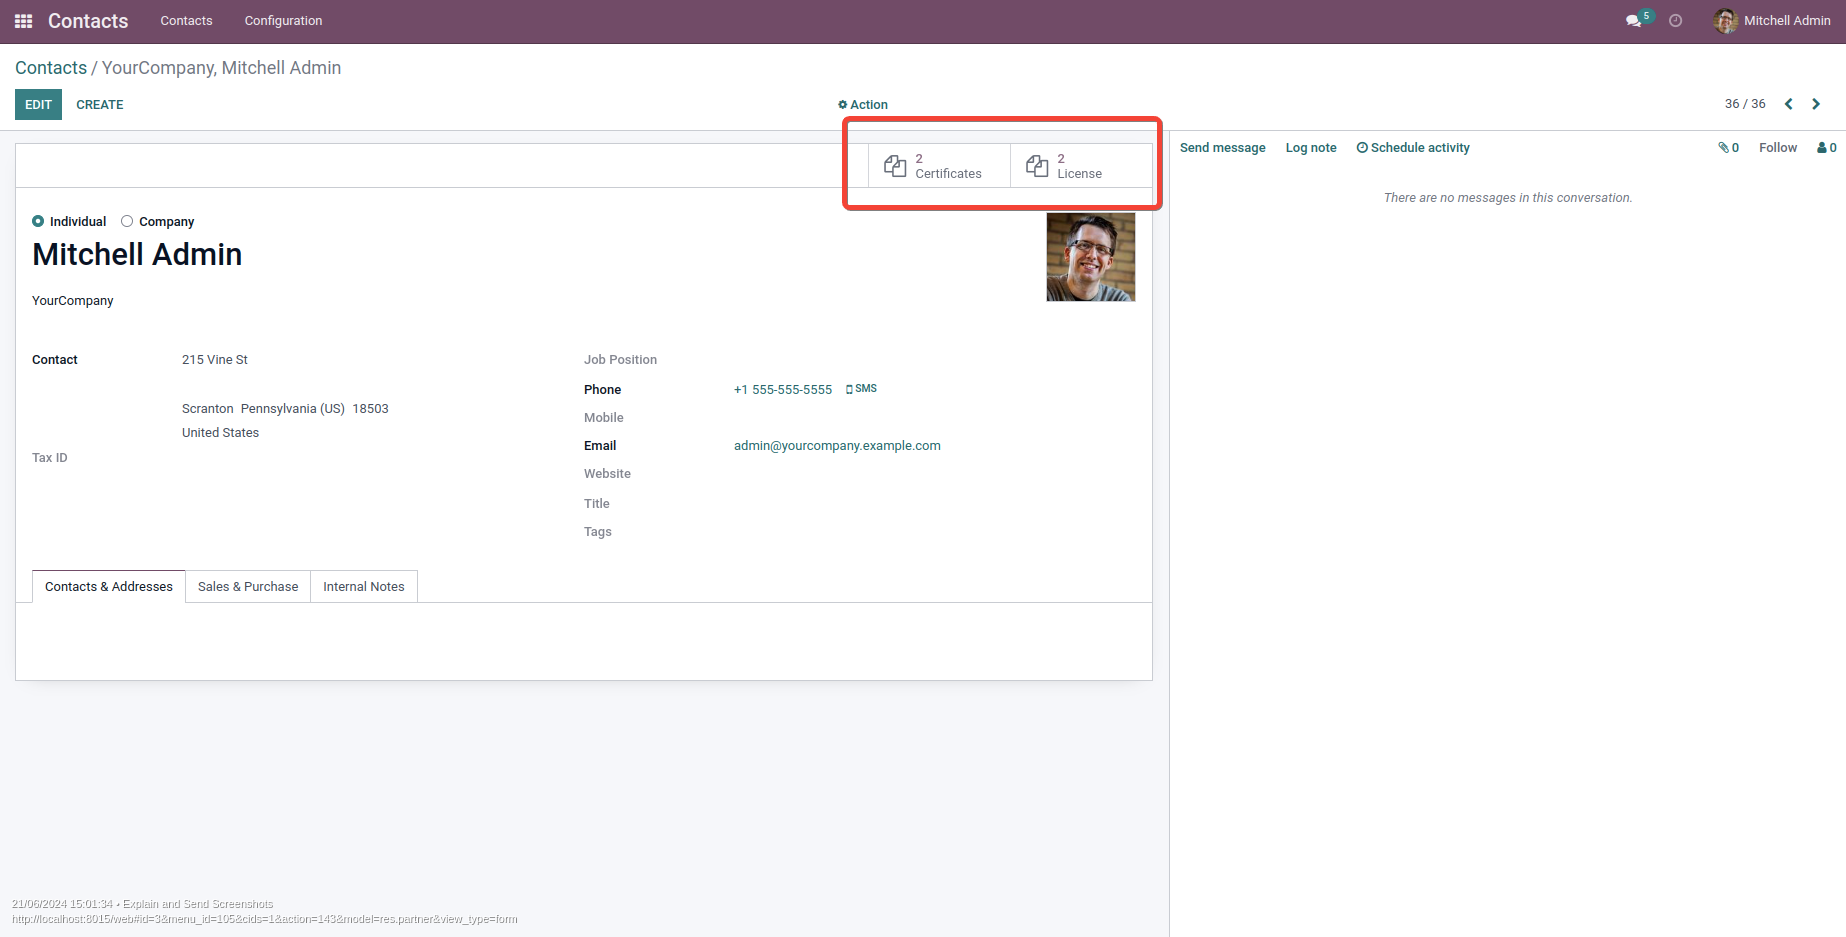 Contacts Contacts Configuration 5 Mitchell Admin
Contacts / YourCompany, Mitchell Admin
EDIT CREATE Action 36 / 36
2 Certificates
2 License
Send message Log note Schedule activity 0 Follow 0
There are no messages in this conversation.
Individual Company
Mitchell Admin
YourCompany
Contact 215 Vine St
Scranton Pennsylvania (US) 18503
United States
Tax ID
Job Position
Phone +1 555-555-5555 SMS
Mobile
Email admin@yourcompany.example.com
Website
Title
Tags
Contacts & Addresses Sales & Purchase Internal Notes
21/06/2024 15:01:34 • Explain and Send Screenshots
http://localhost:8015/web#id=3&menu_id=105&cids=1&action=143&model=res.partner&view_type=form